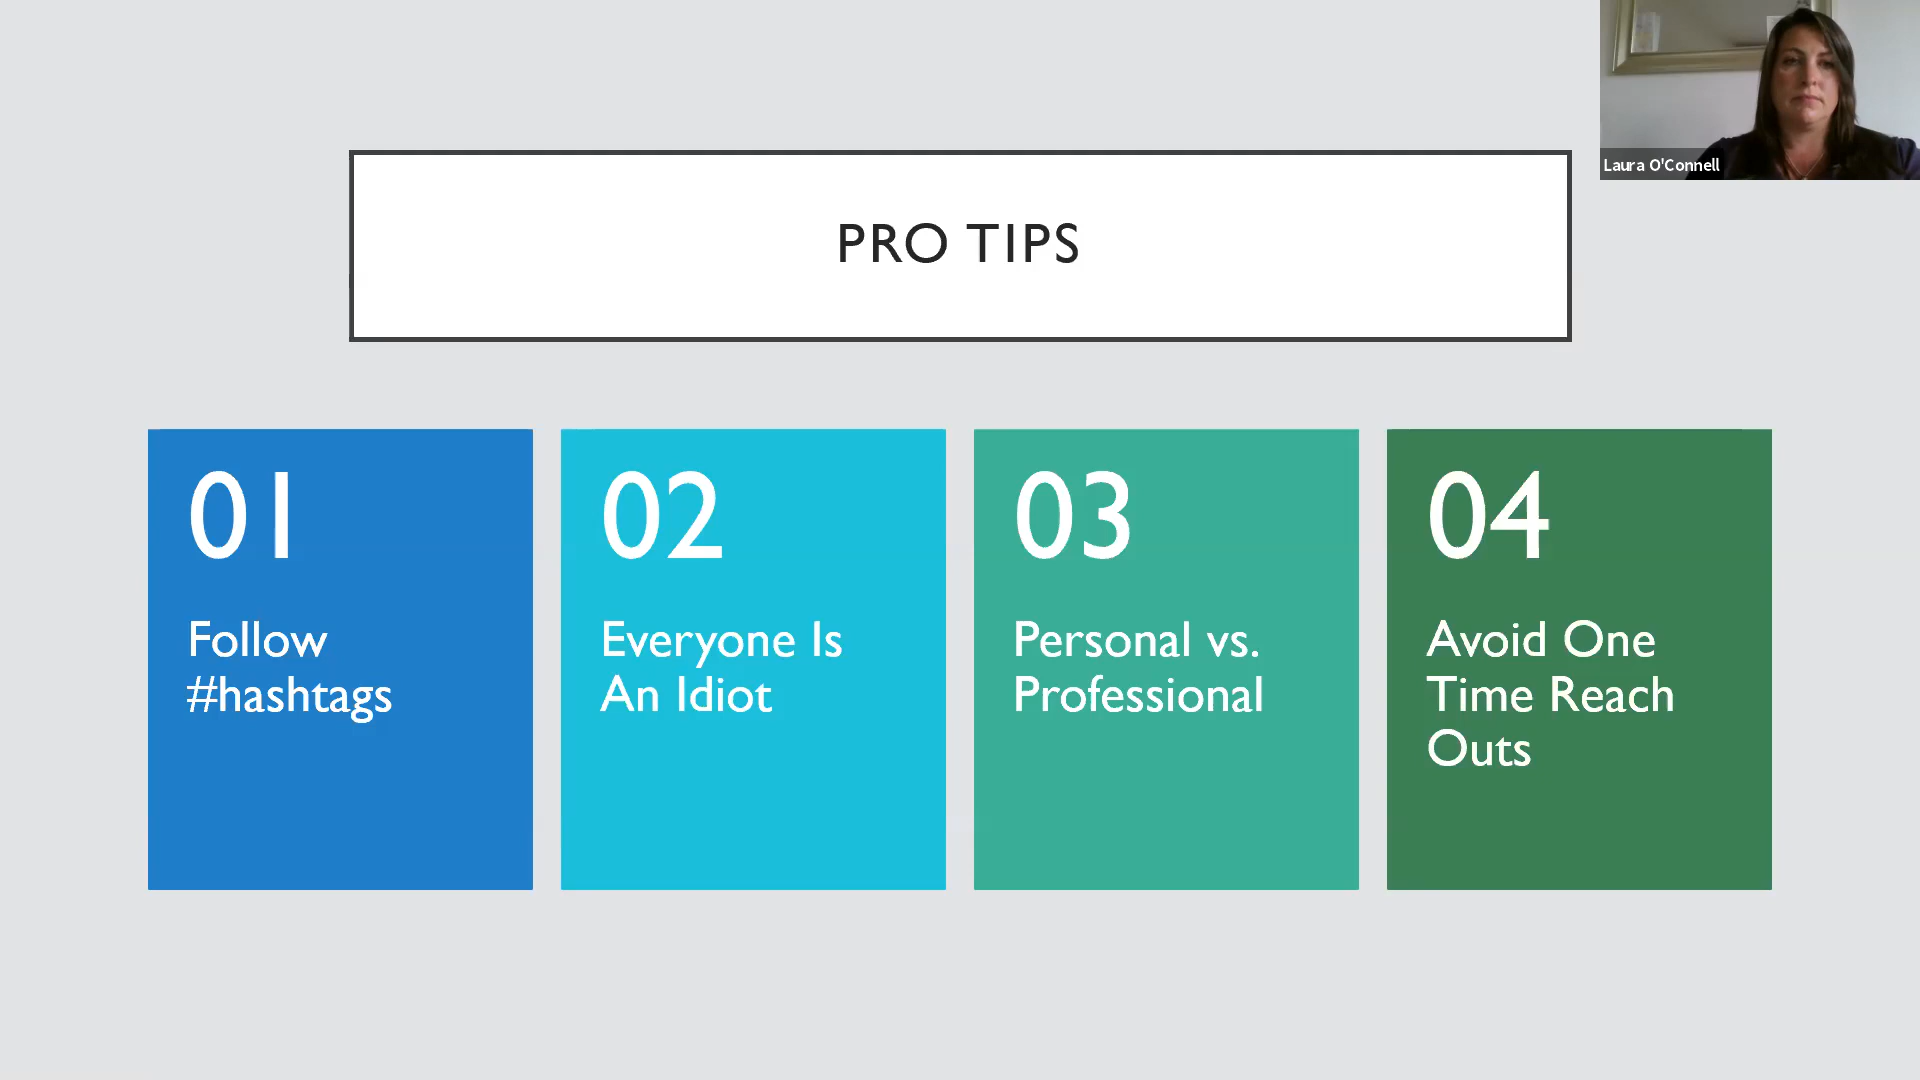 Laura O'Connell
PRO TIPS
01
Follow
#hashtags
02
Everyone Is
An Idiot
03
Personal vs.
Professional
04
Avoid One
Time Reach
Outs